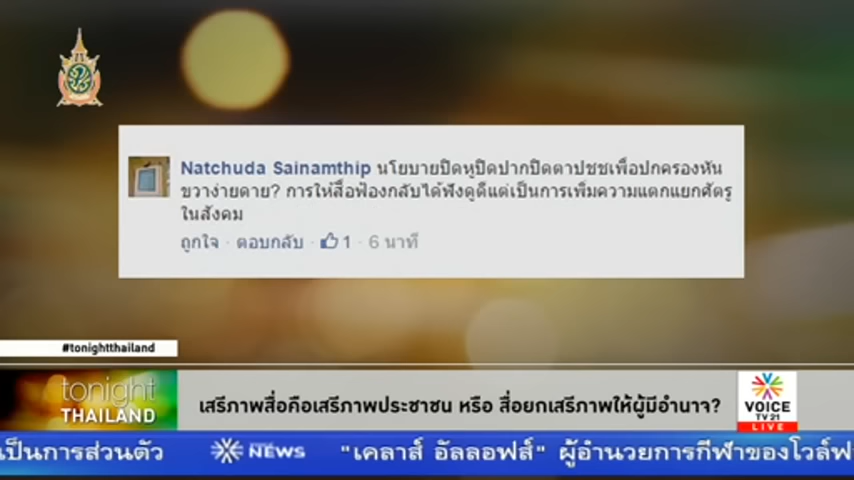 Natchuda Sainamthip นโยบายปิดหูปิดปากปิดตาปชชเพื่อปกครองหัน
ขวาง่ายดาย? การให้สื่อฟ้องกลับได้ฟังดูดีแต่เป็นการเพิ่มความแตกแยกศัตรู
ในสังคม
ถูกใจ · ตอบกลับ · 1 · 6 นาที
#tonightthailand
tonight
THAILAND
เสรีภาพสื่อคือเสรีภาพประชาชน หรือ สื่อยกเสรีภาพให้ผู้มีอำนาจ?
VOICE
TV 21
LIVE
เป็นการส่วนตัว NEWS "เคลาส์ อัลลอฟส์" ผู้อำนวยการกีฬาของโวล์ฟ